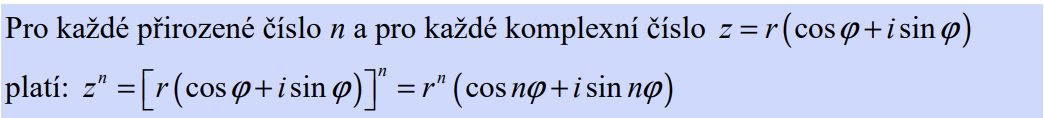 Pro každé přirozené číslo n a pro každé komplexní číslo z = r(cos φ + i sin φ)
platí: zⁿ = [r(cos φ + i sin φ)]ⁿ = rⁿ (cos nφ + i sin nφ)